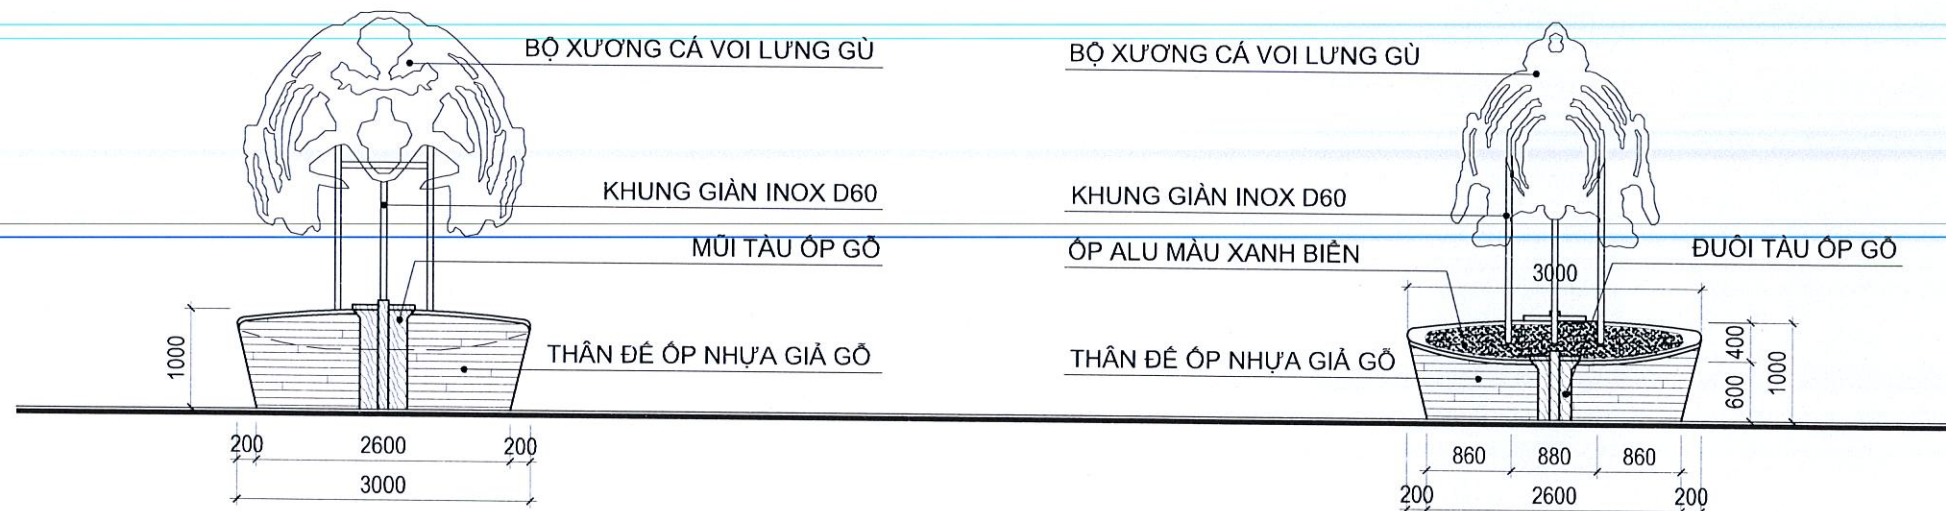 BỘ XƯƠNG CÁ VOI LƯNG GÙ
KHUNG GIÀN INOX D60
MŨI TÀU ỐP GỖ
THÂN ĐẾ ỐP NHỰA GIẢ GỖ
1000
200
2600
200
3000
BỘ XƯƠNG CÁ VOI LƯNG GÙ
KHUNG GIÀN INOX D60
ỐP ALU MÀU XANH BIỂN
ĐUÔI TÀU ỐP GỖ
3000
THÂN ĐẾ ỐP NHỰA GIẢ GỖ
400
600
1000
860
880
860
200
2600
200